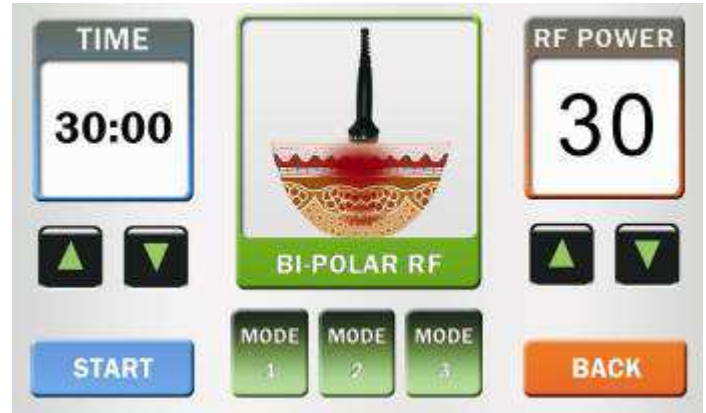 TIME
30:00
BI-POLAR RF
RF POWER
30
START
MODE
1
MODE
2
MODE
3
BACK